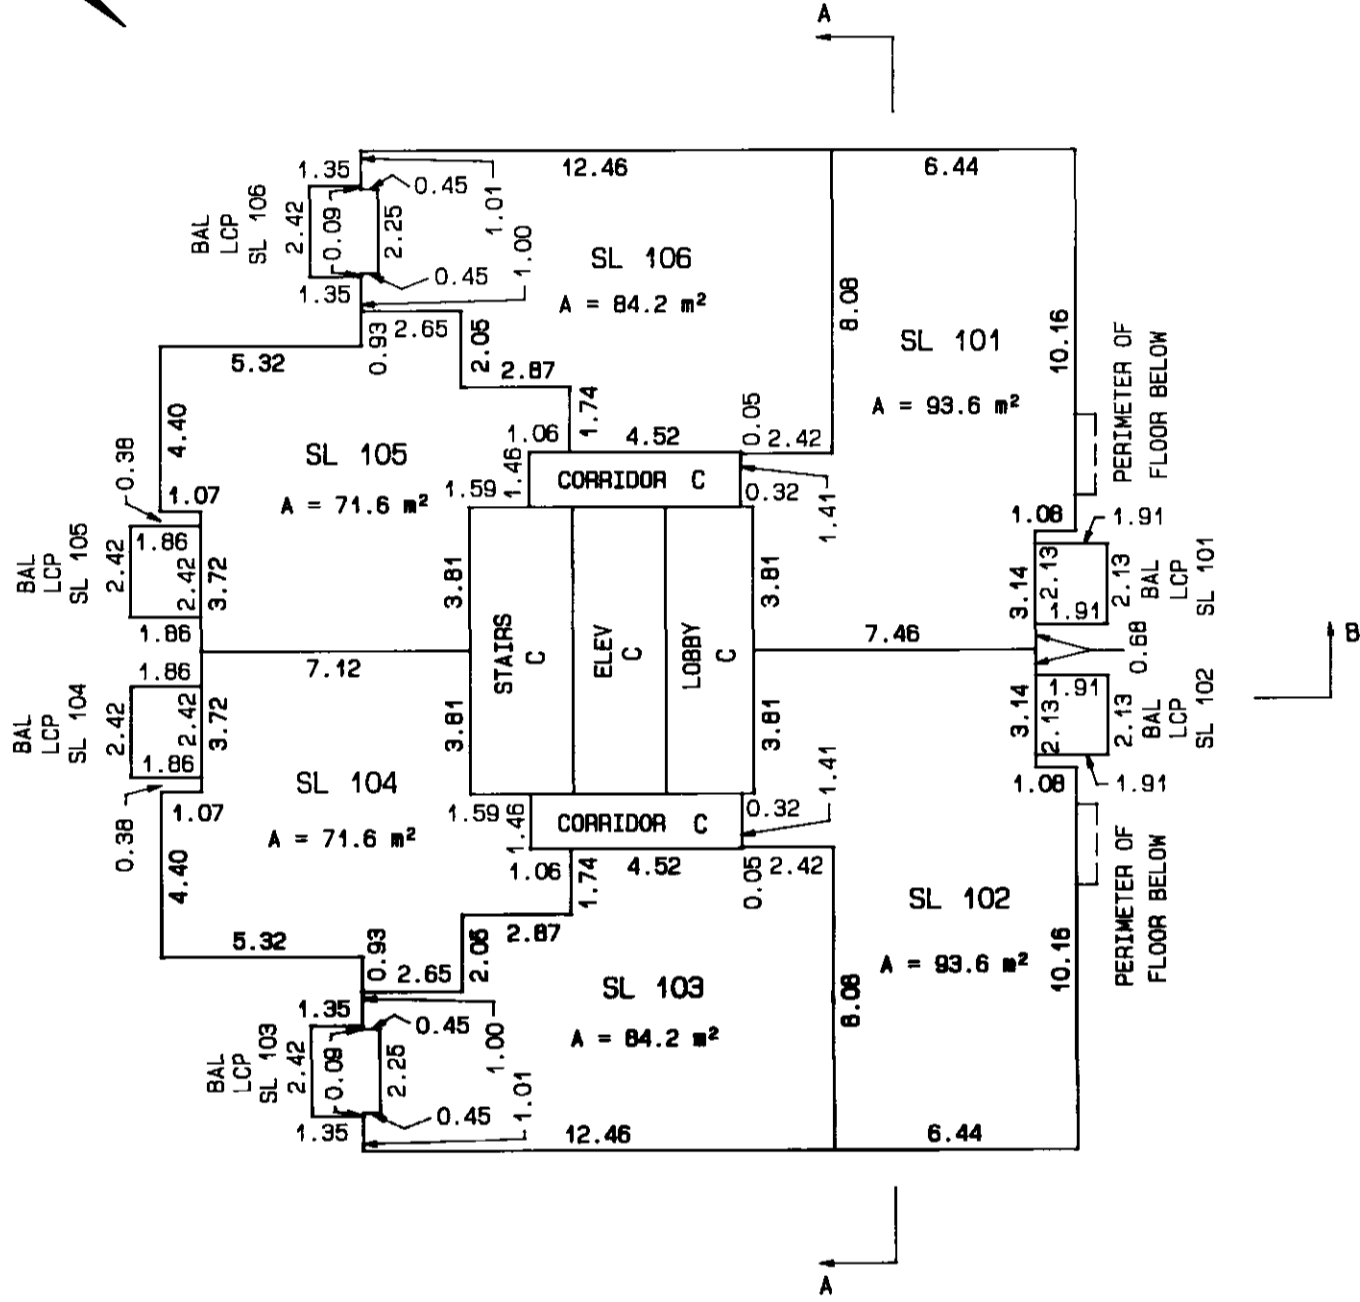 A
12.46
6.44
1.35
0.45
BAL
LCP
SL 106
2.42
0.09
2.25
1.01
1.00
0.45
1.35
SL 106
A = 84.2 m²
8.08
SL 101
A = 93.6 m²
10.16
PERIMETER OF
FLOOR BELOW
0.93
2.65
2.05
5.32
2.87
1.74
4.40
0.38
1.07
SL 105
A = 71.6 m²
1.06
4.52
0.05
2.42
1.46
CORRIDOR C
1.59
0.32
1.41
1.08
1.91
BAL
LCP
SL 105
2.42
1.86
2.42
3.72
1.86
3.81
3.81
3.14
2.13
1.91
2.13
BAL
LCP
SL 101
7.12
STAIRS
C
ELEV
C
LOBBY
C
7.46
0.68
B
BAL
LCP
SL 104
2.42
1.86
2.42
3.72
1.86
3.81
3.81
3.14
2.13
1.91
2.13
BAL
LCP
SL 102
1.08
1.91
0.38
1.07
4.40
SL 104
A = 71.6 m²
1.59
1.46
CORRIDOR C
0.32
1.41
1.06
1.74
4.52
0.05
2.42
5.32
0.93
2.65
2.05
2.87
SL 102
A = 93.6 m²
8.08
10.16
PERIMETER OF
FLOOR BELOW
SL 103
A = 84.2 m²
1.35
0.45
BAL
LCP
SL 103
2.42
0.09
2.25
1.00
1.01
0.45
1.35
12.46
6.44
A